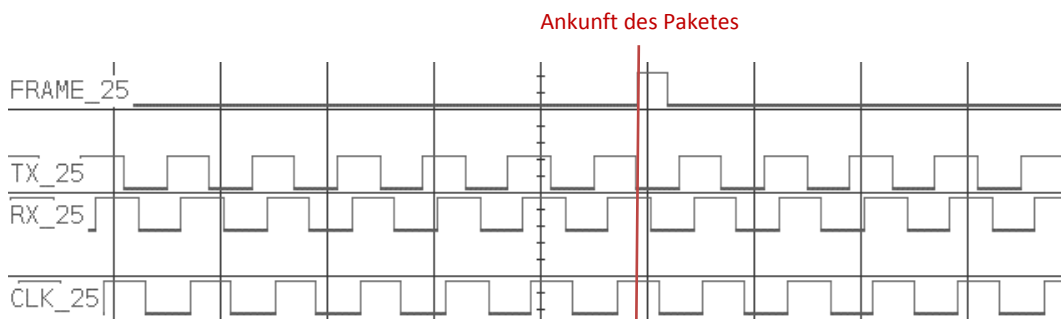 Ankunft des Paketes
FRAME_25
TX_25
RX_25
CLK_25